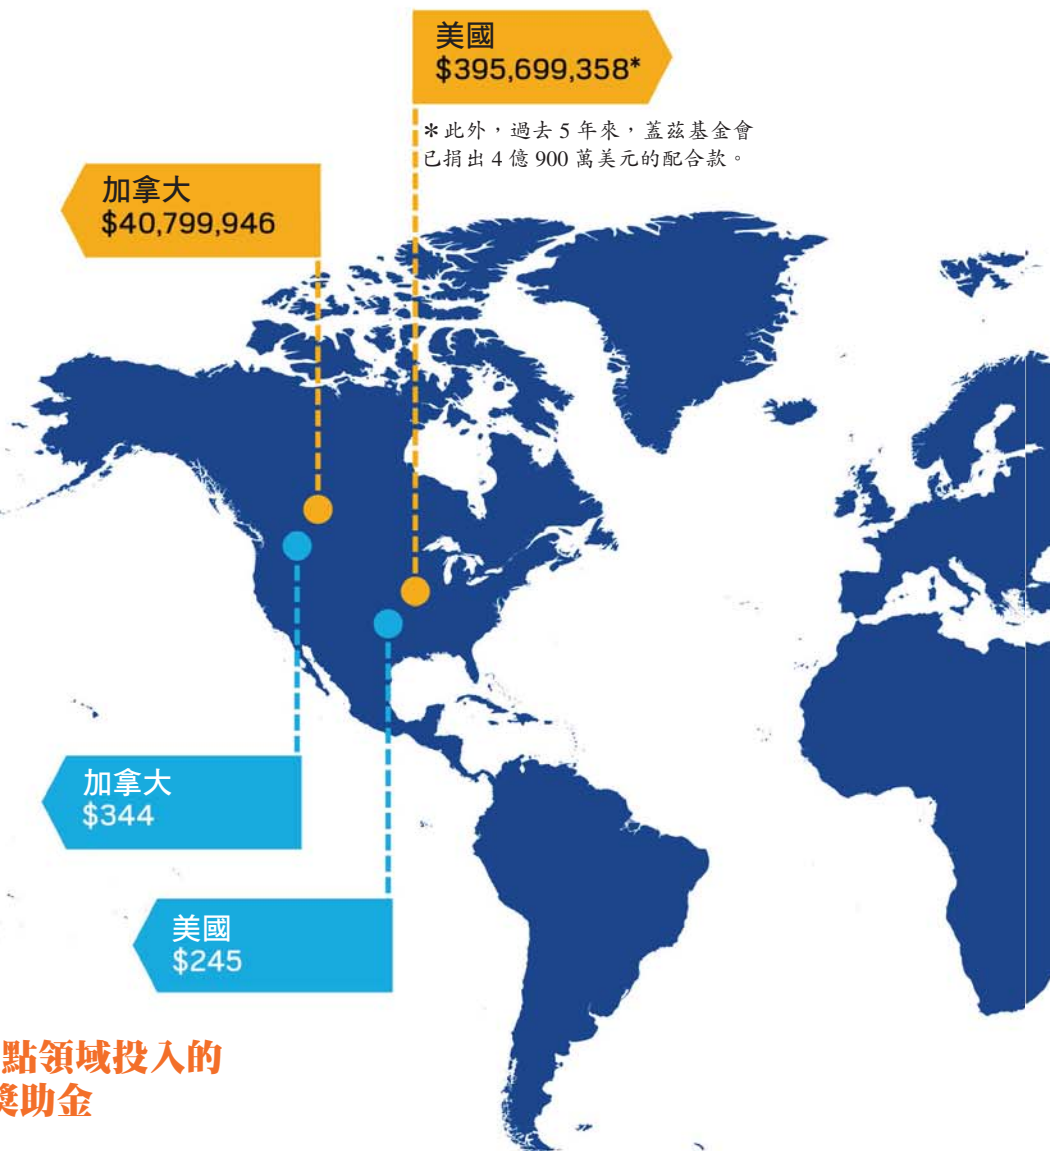 美國
$395,699,358*
＊此外，過去 5 年來，蓋茲基金會
已捐出 4 億 900 萬美元的配合款。
加拿大
$40,799,946
加拿大
$344
美國
$245
點領域投入的
獎助金